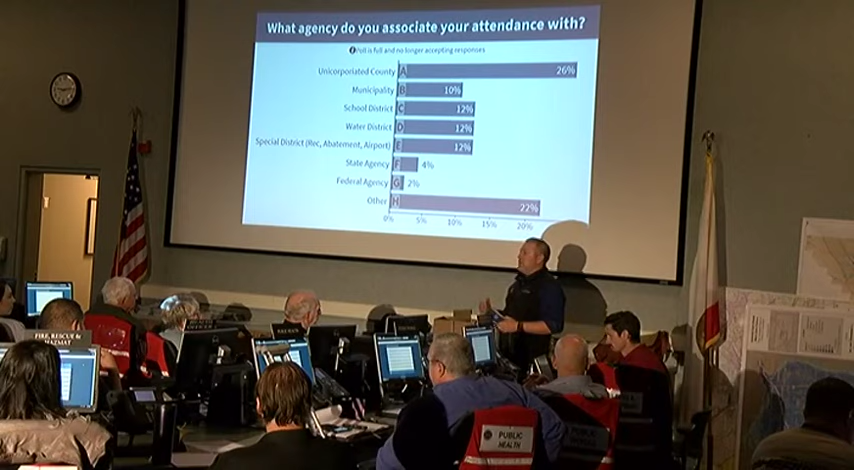 What agency do you associate your attendance with?
Poll is full and no longer accepting responses
Unicorporiated County A 26%
Municipality B 10%
School District C 12%
Water District D 12%
Special District (Rec, Abatement, Airport) E 12%
State Agency F 4%
Federal Agency G 2%
Other H 22%
0% 5% 10% 15% 20%
FIRE, RESCUE &
HAZMAT
PUBLIC
HEALTH